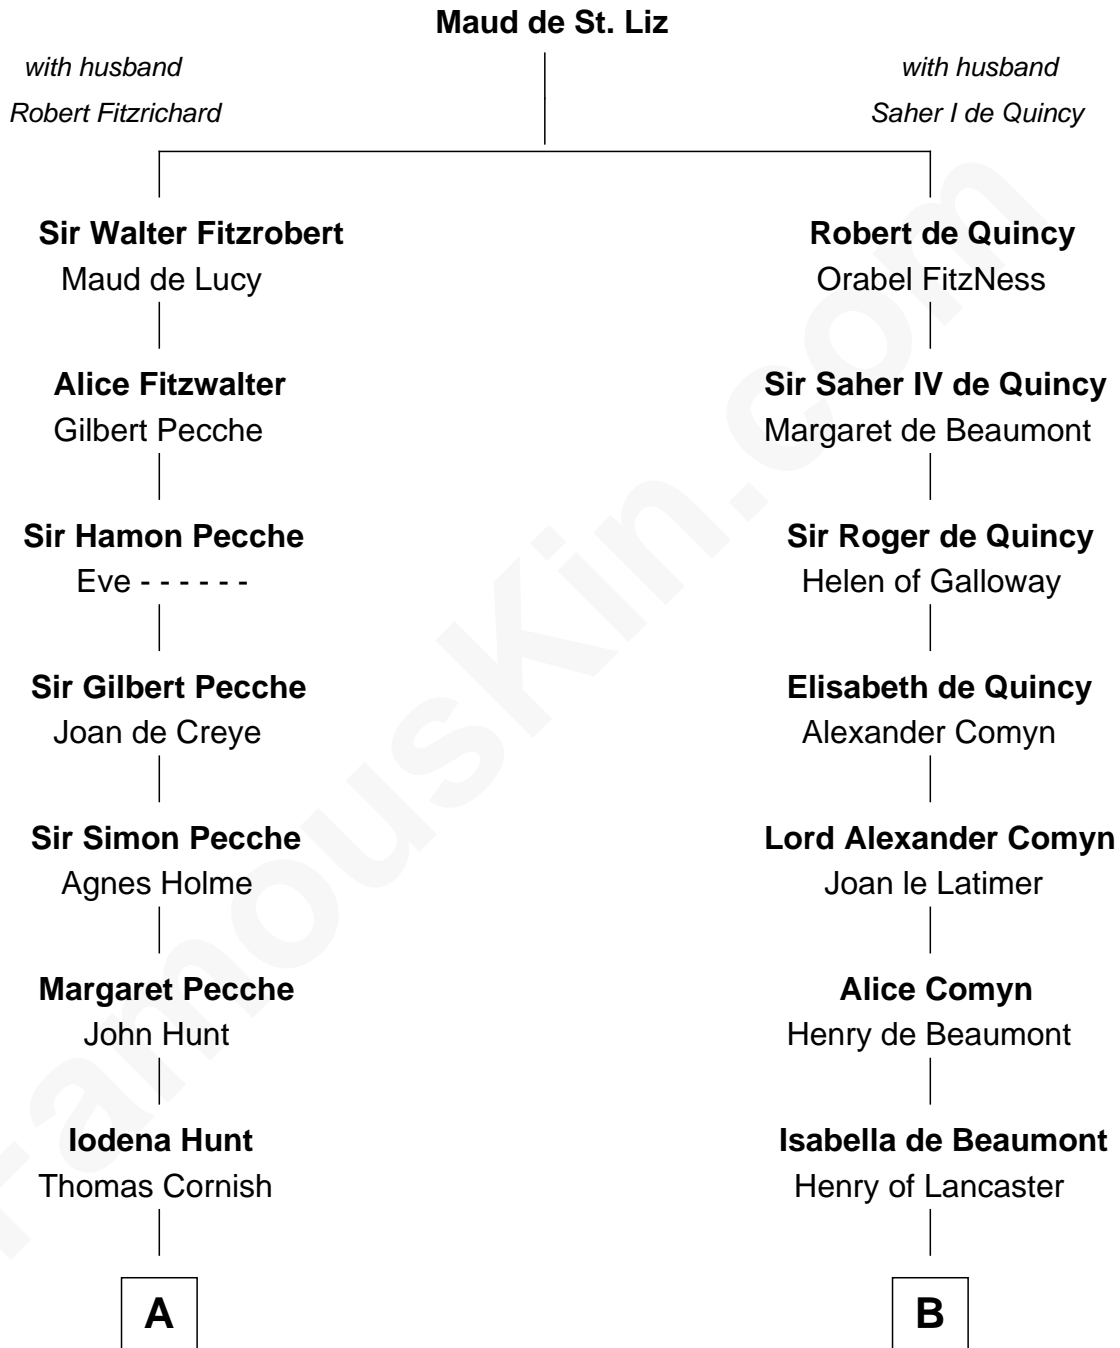 Maud de St. Liz
with husband
Robert Fitzrichard
with husband
Saher I de Quincy
Sir Walter Fitzrobert
Maud de Lucy
Robert de Quincy
Orabel FitzNess
Alice Fitzwalter
Gilbert Pecche
Sir Saher IV de Quincy
Margaret de Beaumont
Sir Hamon Pecche
Eve - - - - - -
Sir Roger de Quincy
Helen of Galloway
Sir Gilbert Pecche
Joan de Creye
Elisabeth de Quincy
Alexander Comyn
Sir Simon Pecche
Agnes Holme
Lord Alexander Comyn
Joan le Latimer
Margaret Pecche
John Hunt
Alice Comyn
Henry de Beaumont
Iodena Hunt
Thomas Cornish
Isabella de Beaumont
Henry of Lancaster
A
B
FamousKin.com